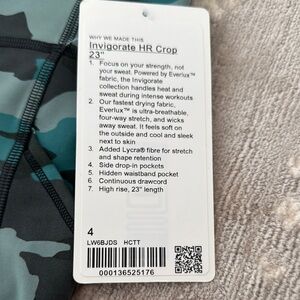 WHY WE MADE THIS
Invigorate HR Crop
23"
1. Focus on your strength, not
your sweat. Powered by Everlux™
fabric, the Invigorate
collection handles heat and
sweat during intense workouts
2. Our fastest drying fabric,
Everlux™ is ultra-breathable,
four-way stretch, and wicks
away sweat. It feels soft on
the outside and cool and sleek
next to skin
3. Added Lycra® fibre for stretch
and shape retention
4. Side drop-in pockets
5. Hidden waistband pocket
6. Continuous drawcord
7. High rise, 23" length
4
LW6BJDS HCTT
000136525176